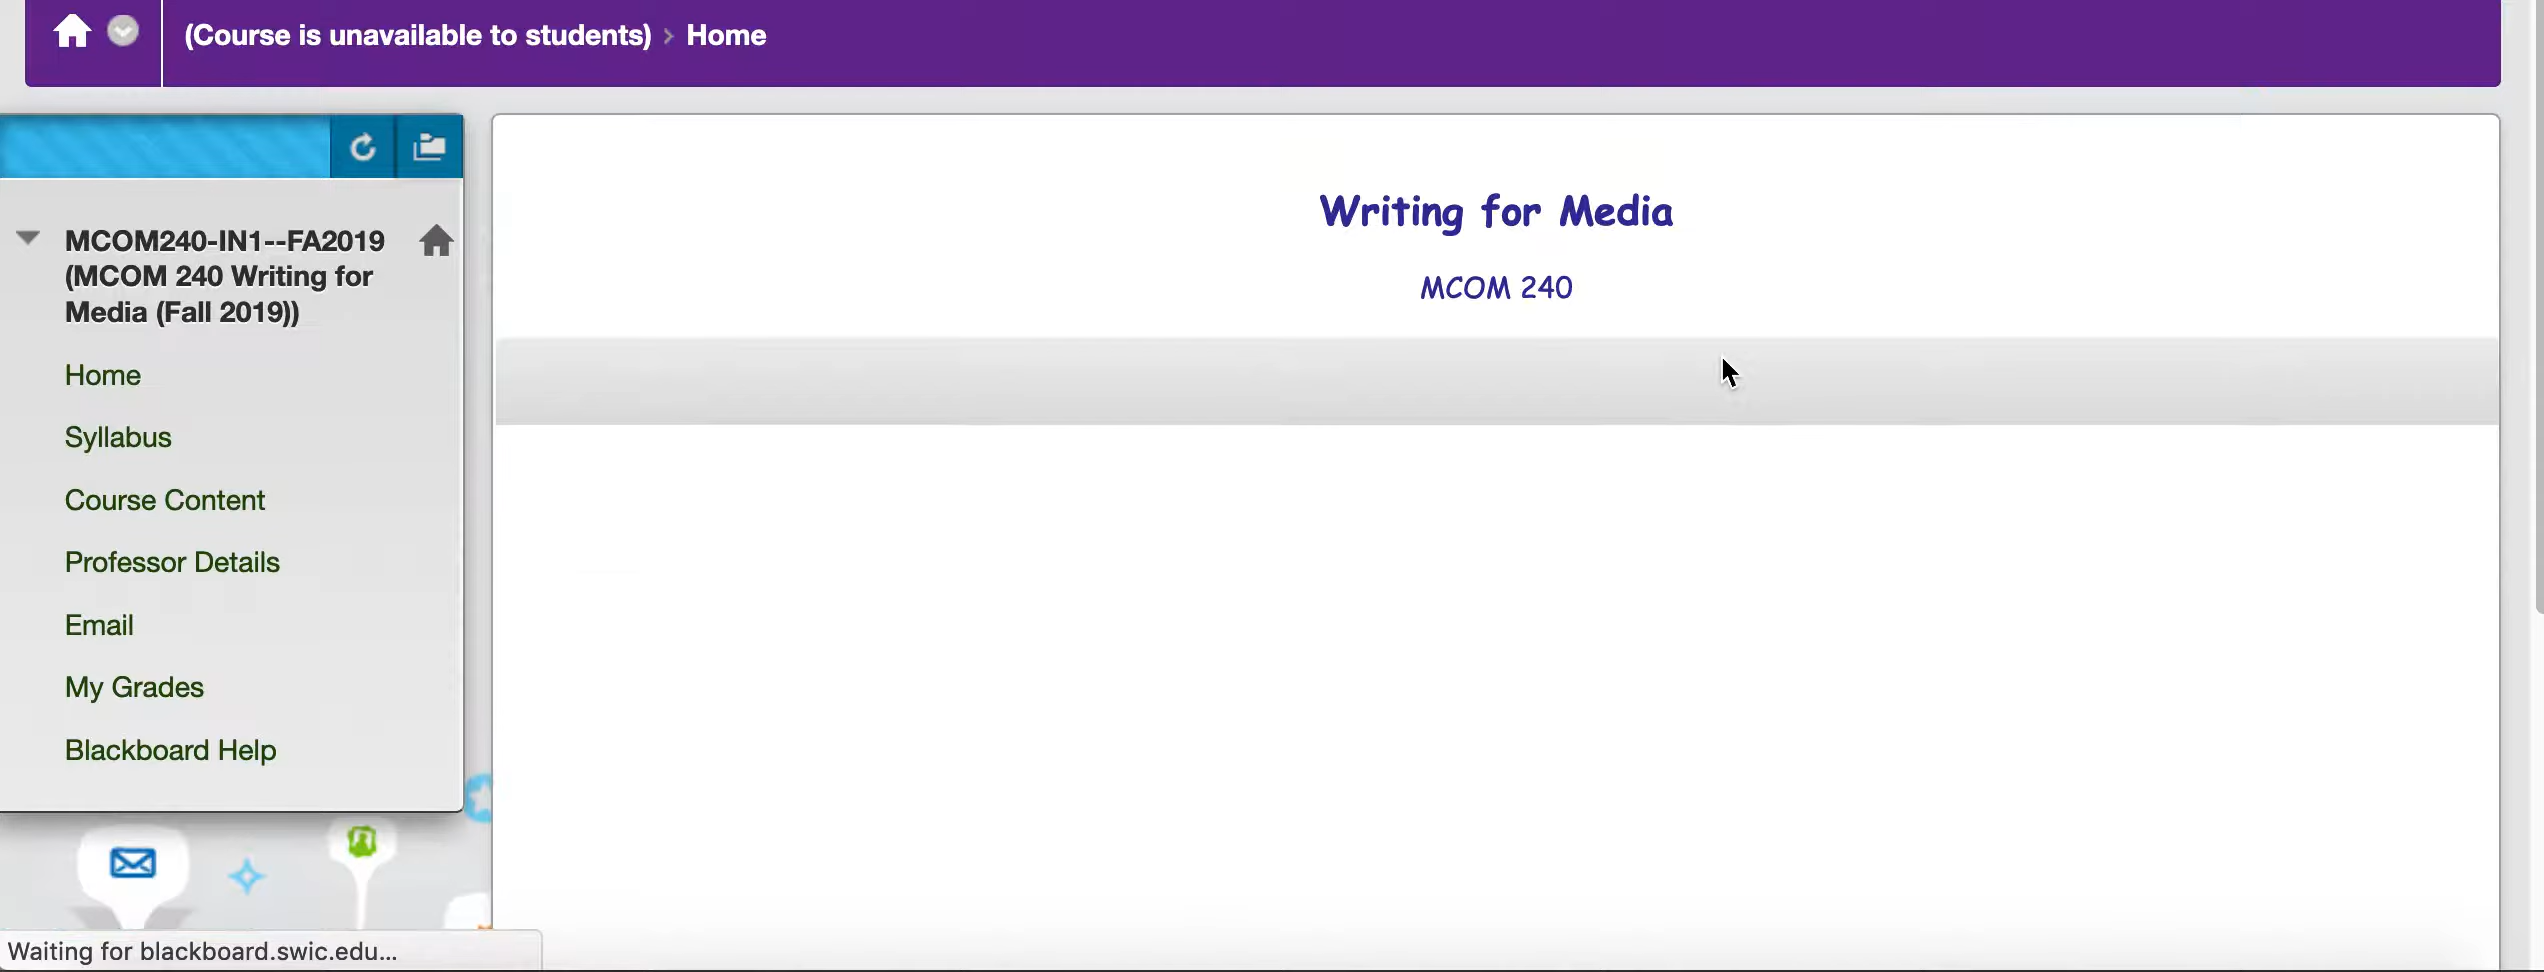 (Course is unavailable to students) > Home
MCOM240-IN1--FA2019
(MCOM 240 Writing for
Media (Fall 2019))
Home
Syllabus
Course Content
Professor Details
Email
My Grades
Blackboard Help
Writing for Media
MCOM 240
Waiting for blackboard.swic.edu...